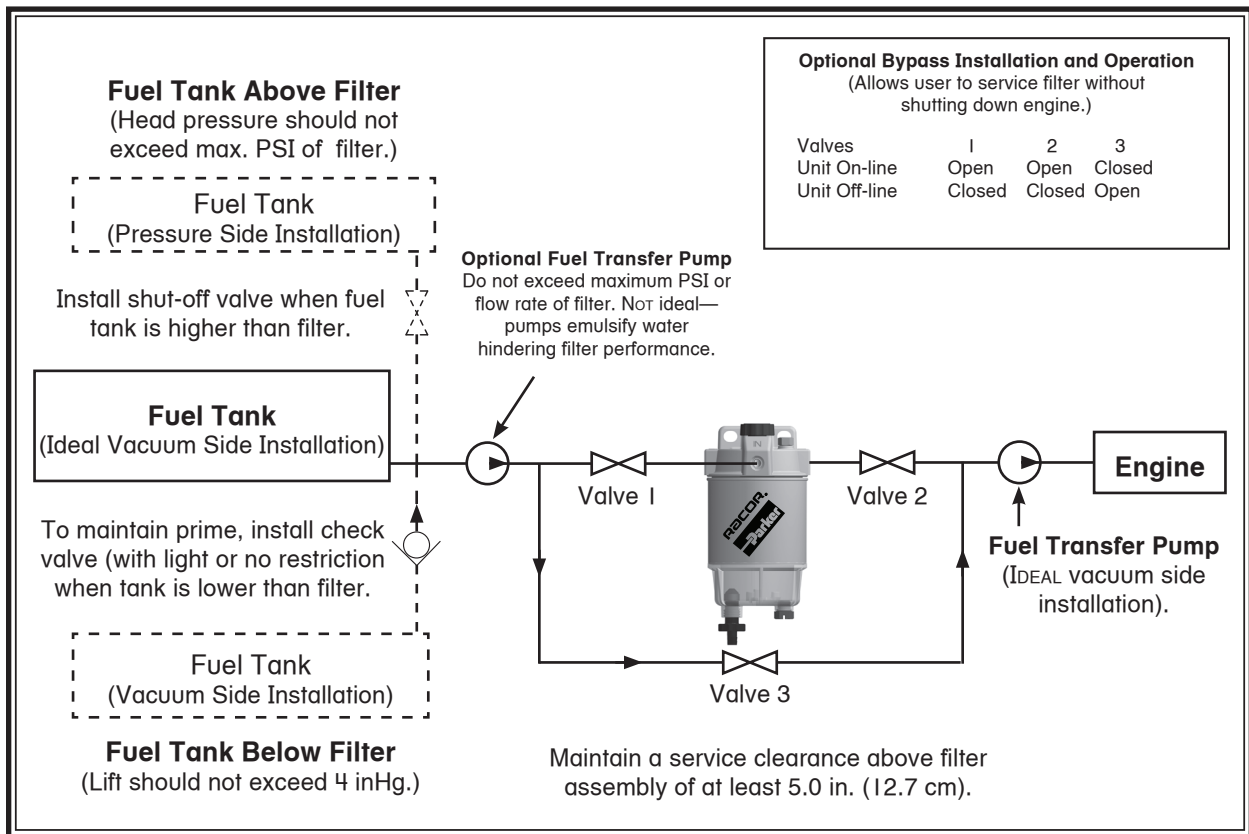 Fuel Tank Above Filter
(Head pressure should not
exceed max. PSI of filter.)
Fuel Tank
(Pressure Side Installation)
Install shut-off valve when fuel
tank is higher than filter.
Fuel Tank
(Ideal Vacuum Side Installation)
To maintain prime, install check
valve (with light or no restriction
when tank is lower than filter.
Fuel Tank
(Vacuum Side Installation)
Fuel Tank Below Filter
(Lift should not exceed 4 inHg.)
Optional Fuel Transfer Pump
Do not exceed maximum PSI or
flow rate of filter. NOT ideal—
pumps emulsify water
hindering filter performance.
Optional Bypass Installation and Operation
(Allows user to service filter without
shutting down engine.)
Valves 1 2 3
Unit On-line Open Open Closed
Unit Off-line Closed Closed Open
Valve 1
IN
RACOR.
Parker
Valve 2
Valve 3
Engine
Fuel Transfer Pump
(IDEAL vacuum side
installation).
Maintain a service clearance above filter
assembly of at least 5.0 in. (12.7 cm).